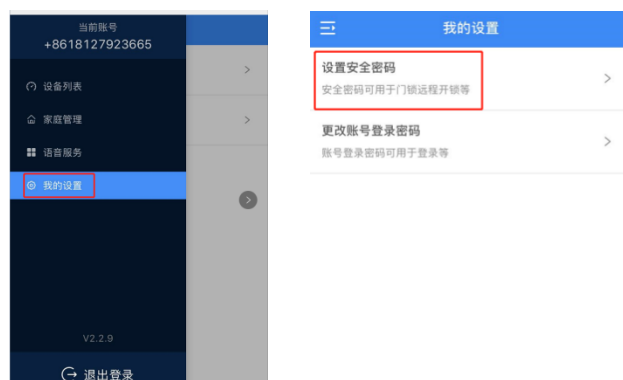 当前账号
+8618127923665
设备列表
家庭管理
语音服务
我的设置
V2.2.9
退出登录
我的设置
设置安全密码
安全密码可用于门锁远程开锁等
更改账号登录密码
账号登录密码可用于登录等